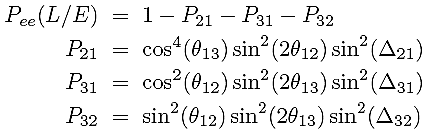 P_{ee}(L/E) = 1 − P_{21} − P_{31} − P_{32}
P_{21} = cos^4(θ_{13}) sin^2(2θ_{12}) sin^2(Δ_{21})
P_{31} = cos^2(θ_{12}) sin^2(2θ_{13}) sin^2(Δ_{31})
P_{32} = sin^2(θ_{12}) sin^2(2θ_{13}) sin^2(Δ_{32})